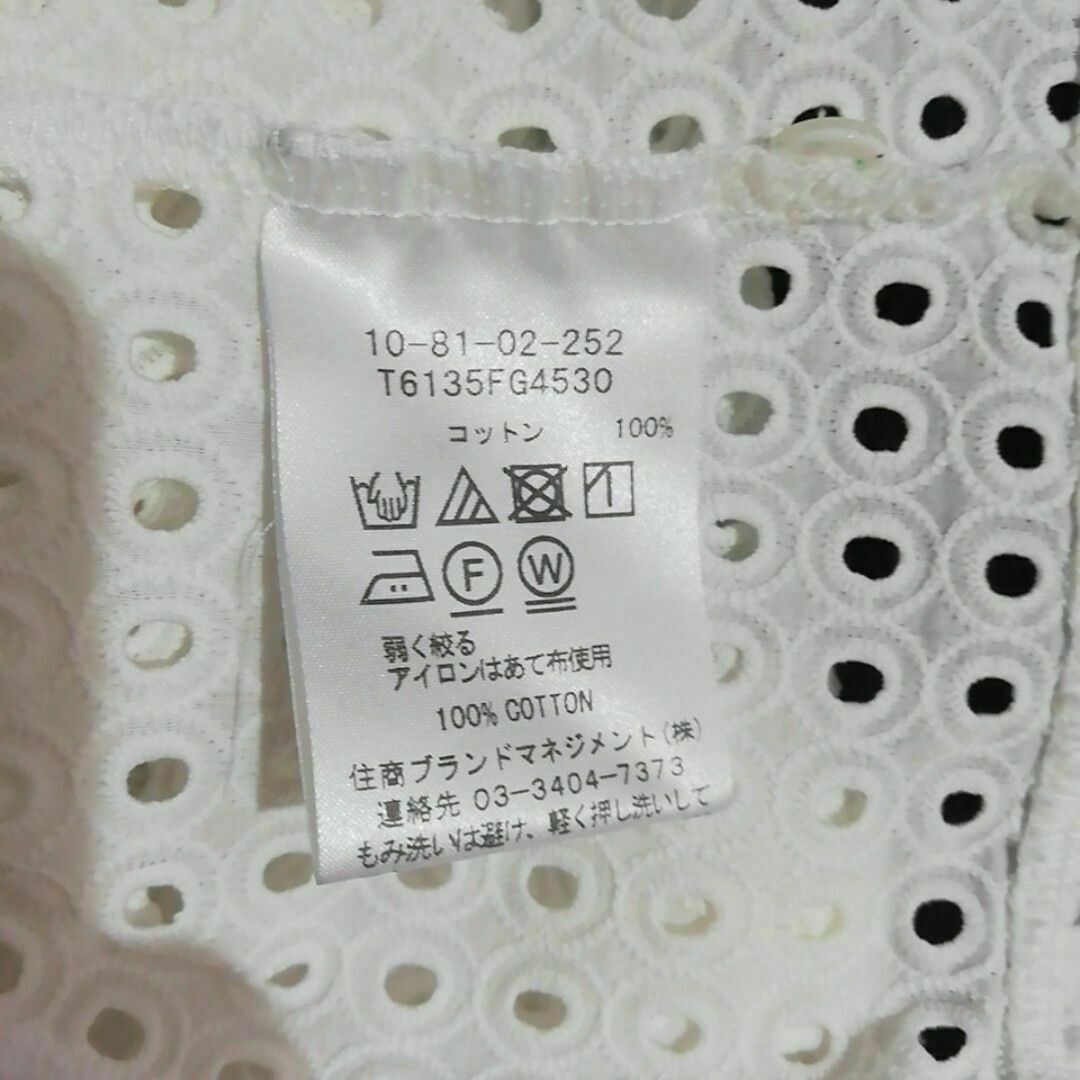 10-81-02-252
T6135FG4530
コットン 100%
F W
弱く絞る
アイロンはあて布使用
100% COTTON
住商ブランドマネジメント(株)
連絡先 03-3404-7373
もみ洗いは避け、軽く押し洗いして